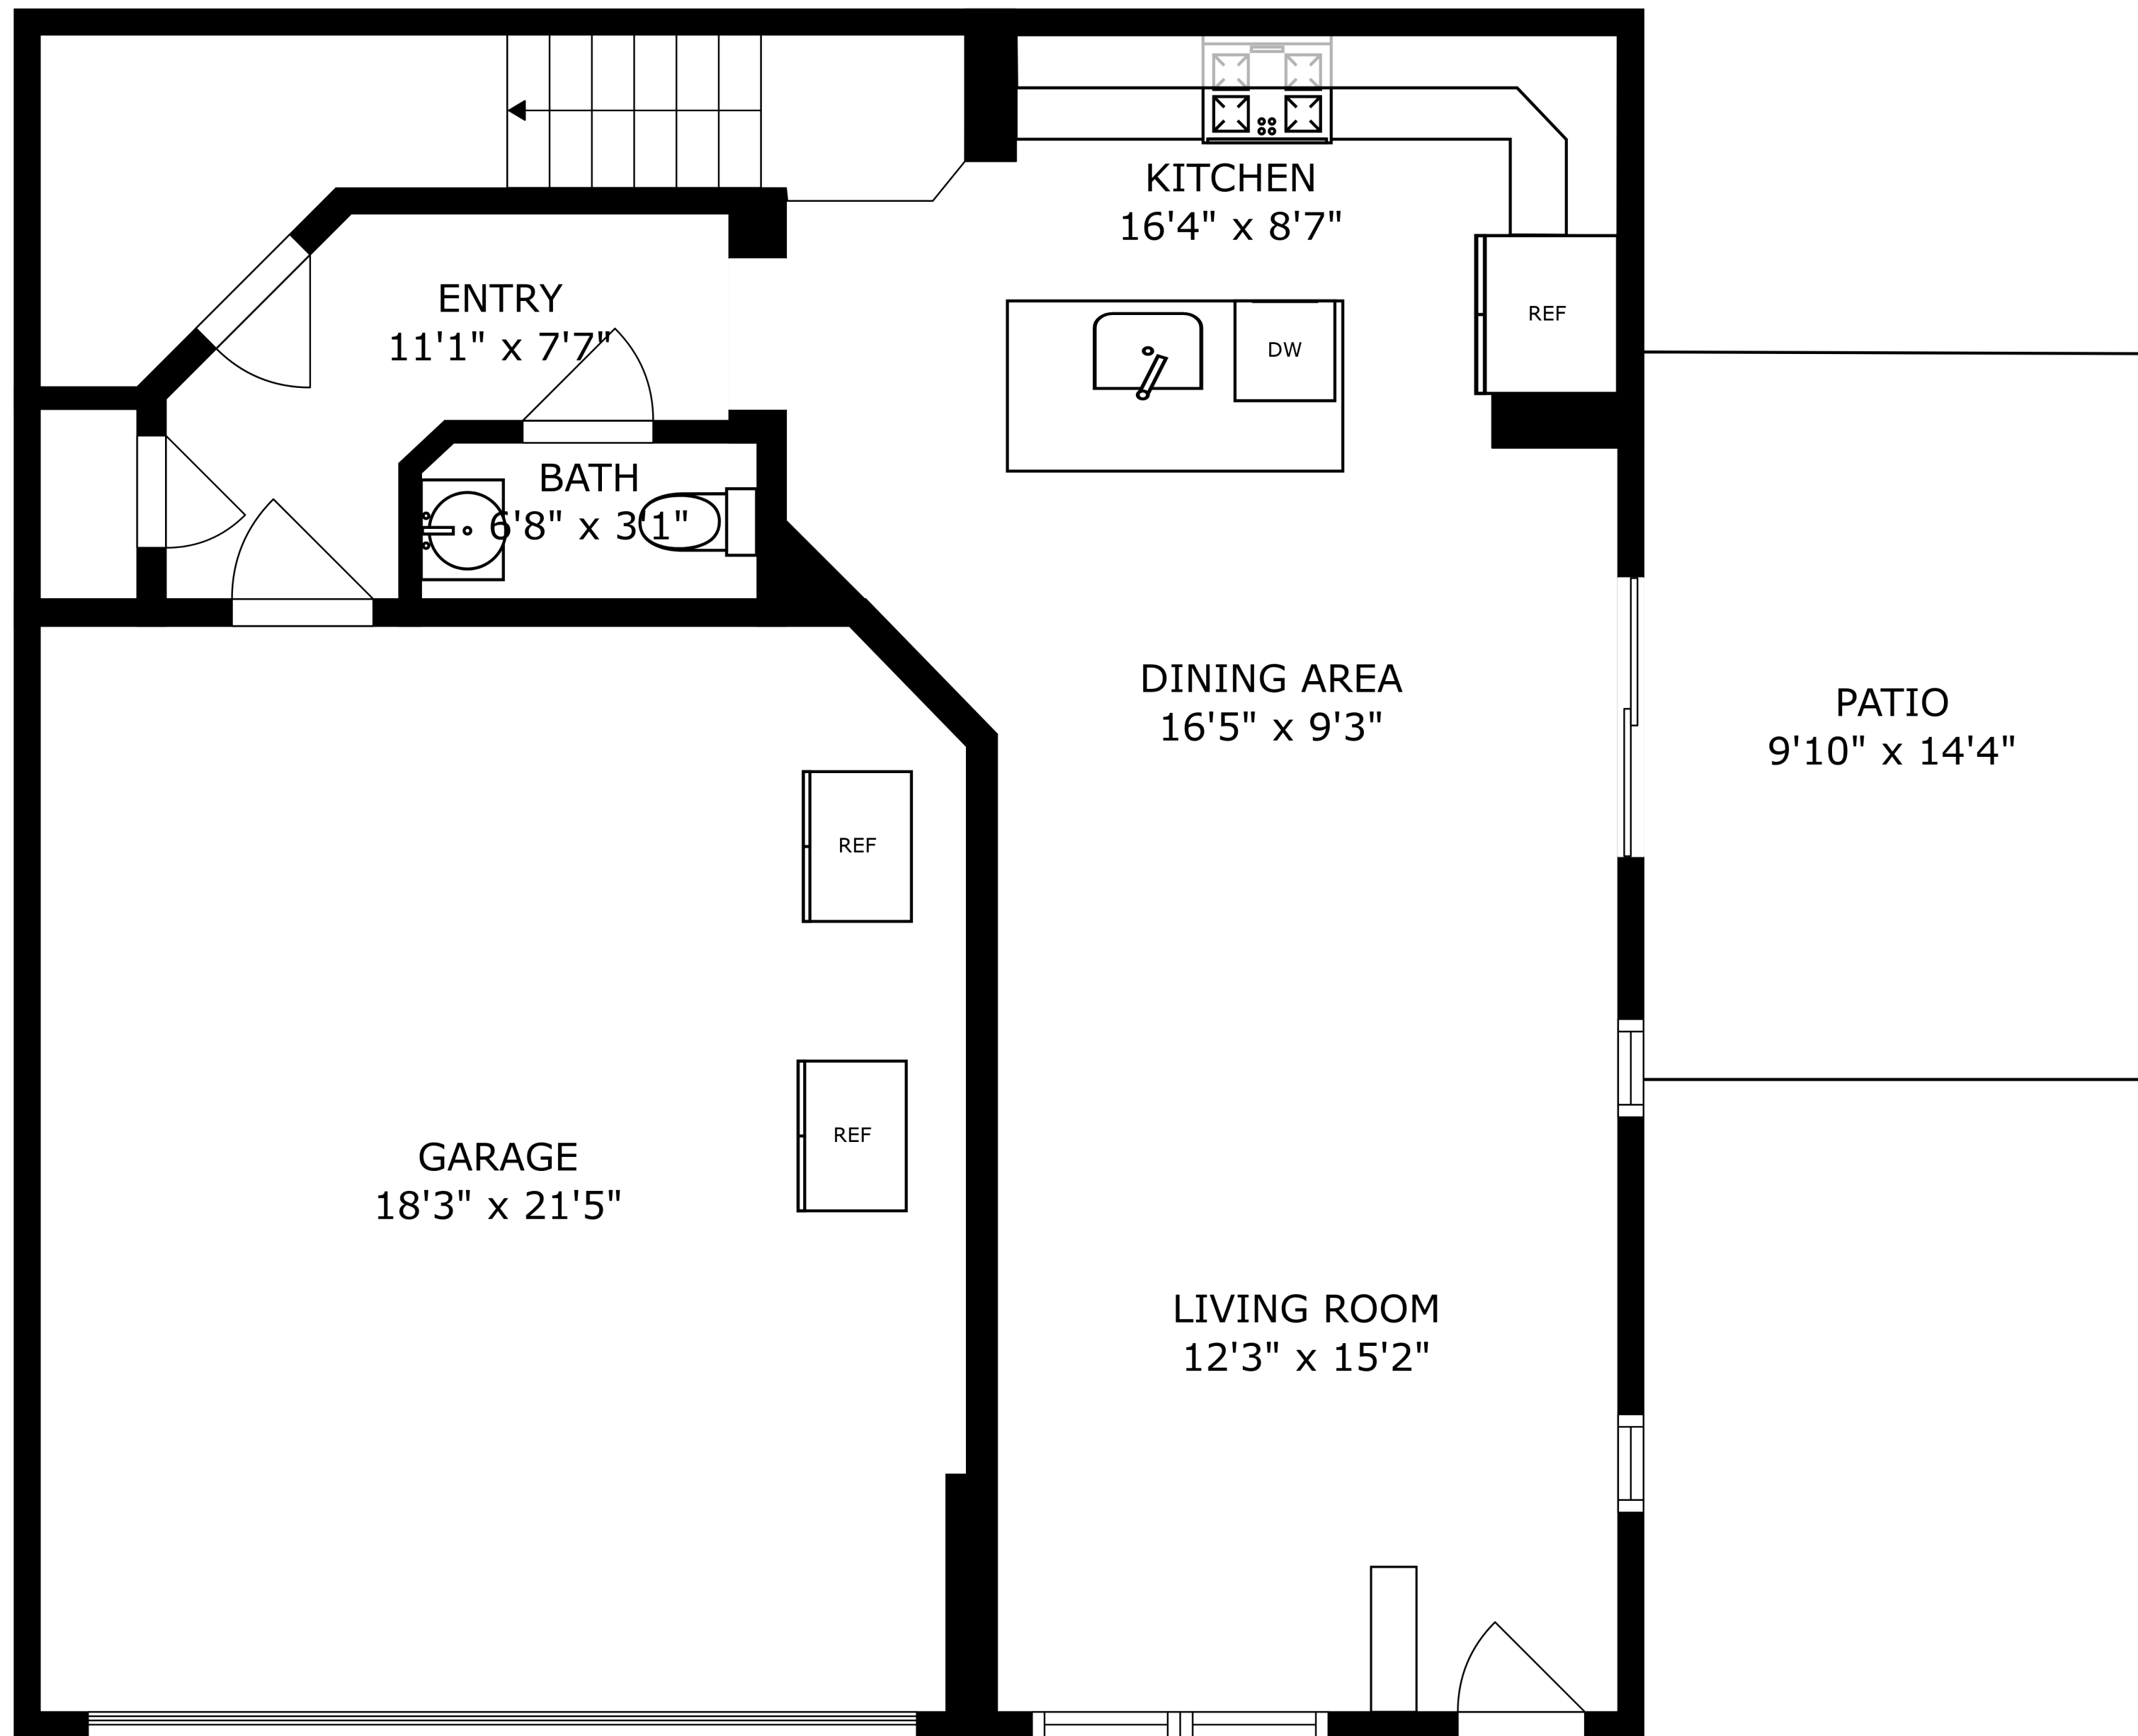 KITCHEN
16'4" x 8'7"
ENTRY
11'1" x 7'7"
REF
DW
BATH
6'8" x 3'1"
DINING AREA
16'5" x 9'3"
PATIO
9'10" x 14'4"
REF
REF
GARAGE
18'3" x 21'5"
LIVING ROOM
12'3" x 15'2"